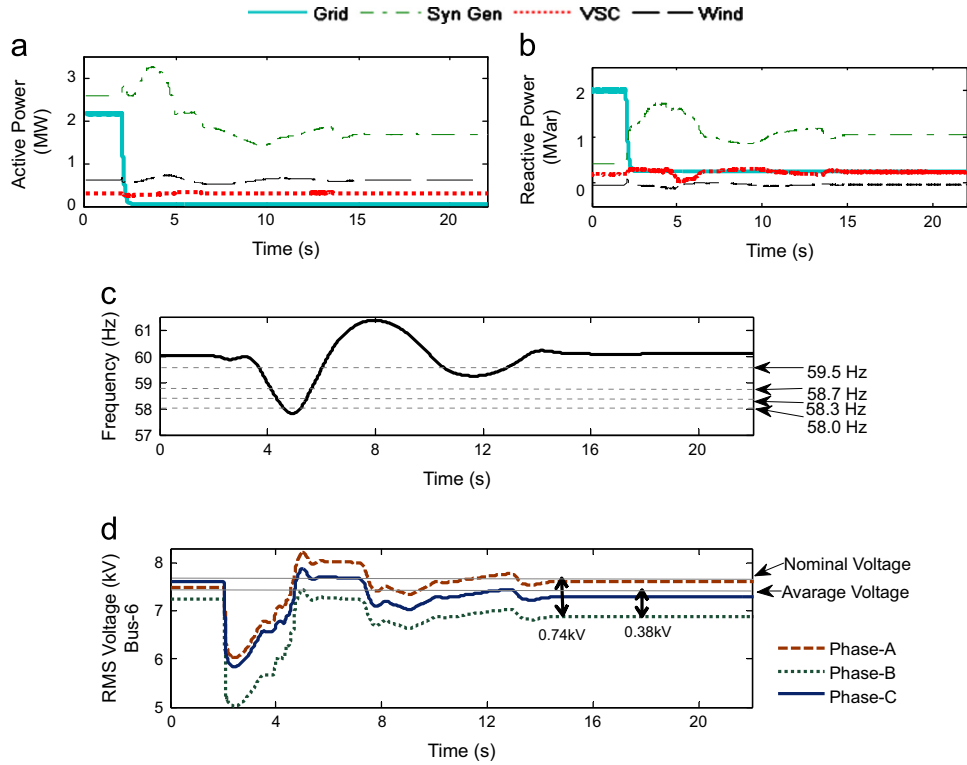 Grid Syn Gen VSC Wind
a
Active Power
(MW)
3
2
1
0
0 5 10 15 20
Time (s)
b
Reactive Power
(MVar)
2
1
0
0 5 10 15 20
Time (s)
c
Frequency (Hz)
61
60
59
58
57
0 4 8 12 16 20
Time (s)
59.5 Hz
58.7 Hz
58.3 Hz
58.0 Hz
d
RMS Voltage (kV)
Bus-6
8
7
6
5
0 4 8 12 16 20
Time (s)
0.74kV
0.38kV
Nominal Voltage
Avarage Voltage
Phase-A
Phase-B
Phase-C